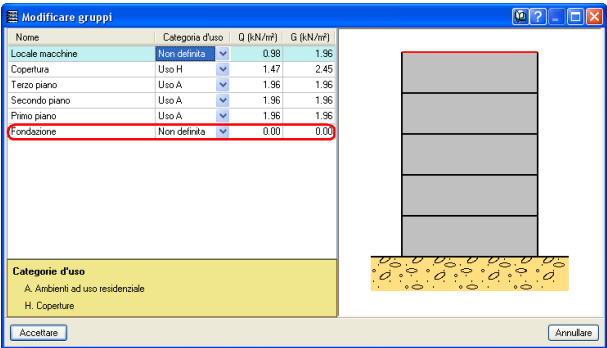 Modificare gruppi
Nome Categoria d'uso Q (kN/m²) G (kN/m²)
Locale macchine Non definita 0.98 1.96
Copertura Uso H 1.47 2.45
Terzo piano Uso A 1.96 1.96
Secondo piano Uso A 1.96 1.96
Primo piano Uso A 1.96 1.96
Fondazione Non definita 0.00 0.00
Categorie d'uso
A. Ambienti ad uso residenziale
H. Coperture
Accettare Annullare